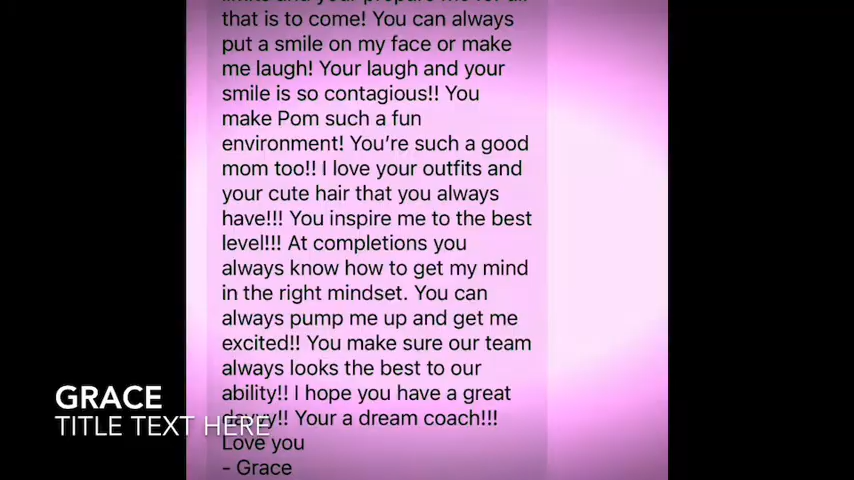 that is to come! You can always
put a smile on my face or make
me laugh! Your laugh and your
smile is so contagious!! You
make Pom such a fun
environment! You're such a good
mom too!! I love your outfits and
your cute hair that you always
have!!! You inspire me to the best
level!!! At completions you
always know how to get my mind
in the right mindset. You can
always pump me up and get me
excited!! You make sure our team
always looks the best to our
ability!! I hope you have a great
!! Your a dream coach!!!
Love you
- Grace
GRACE
TITLE TEXT HERE